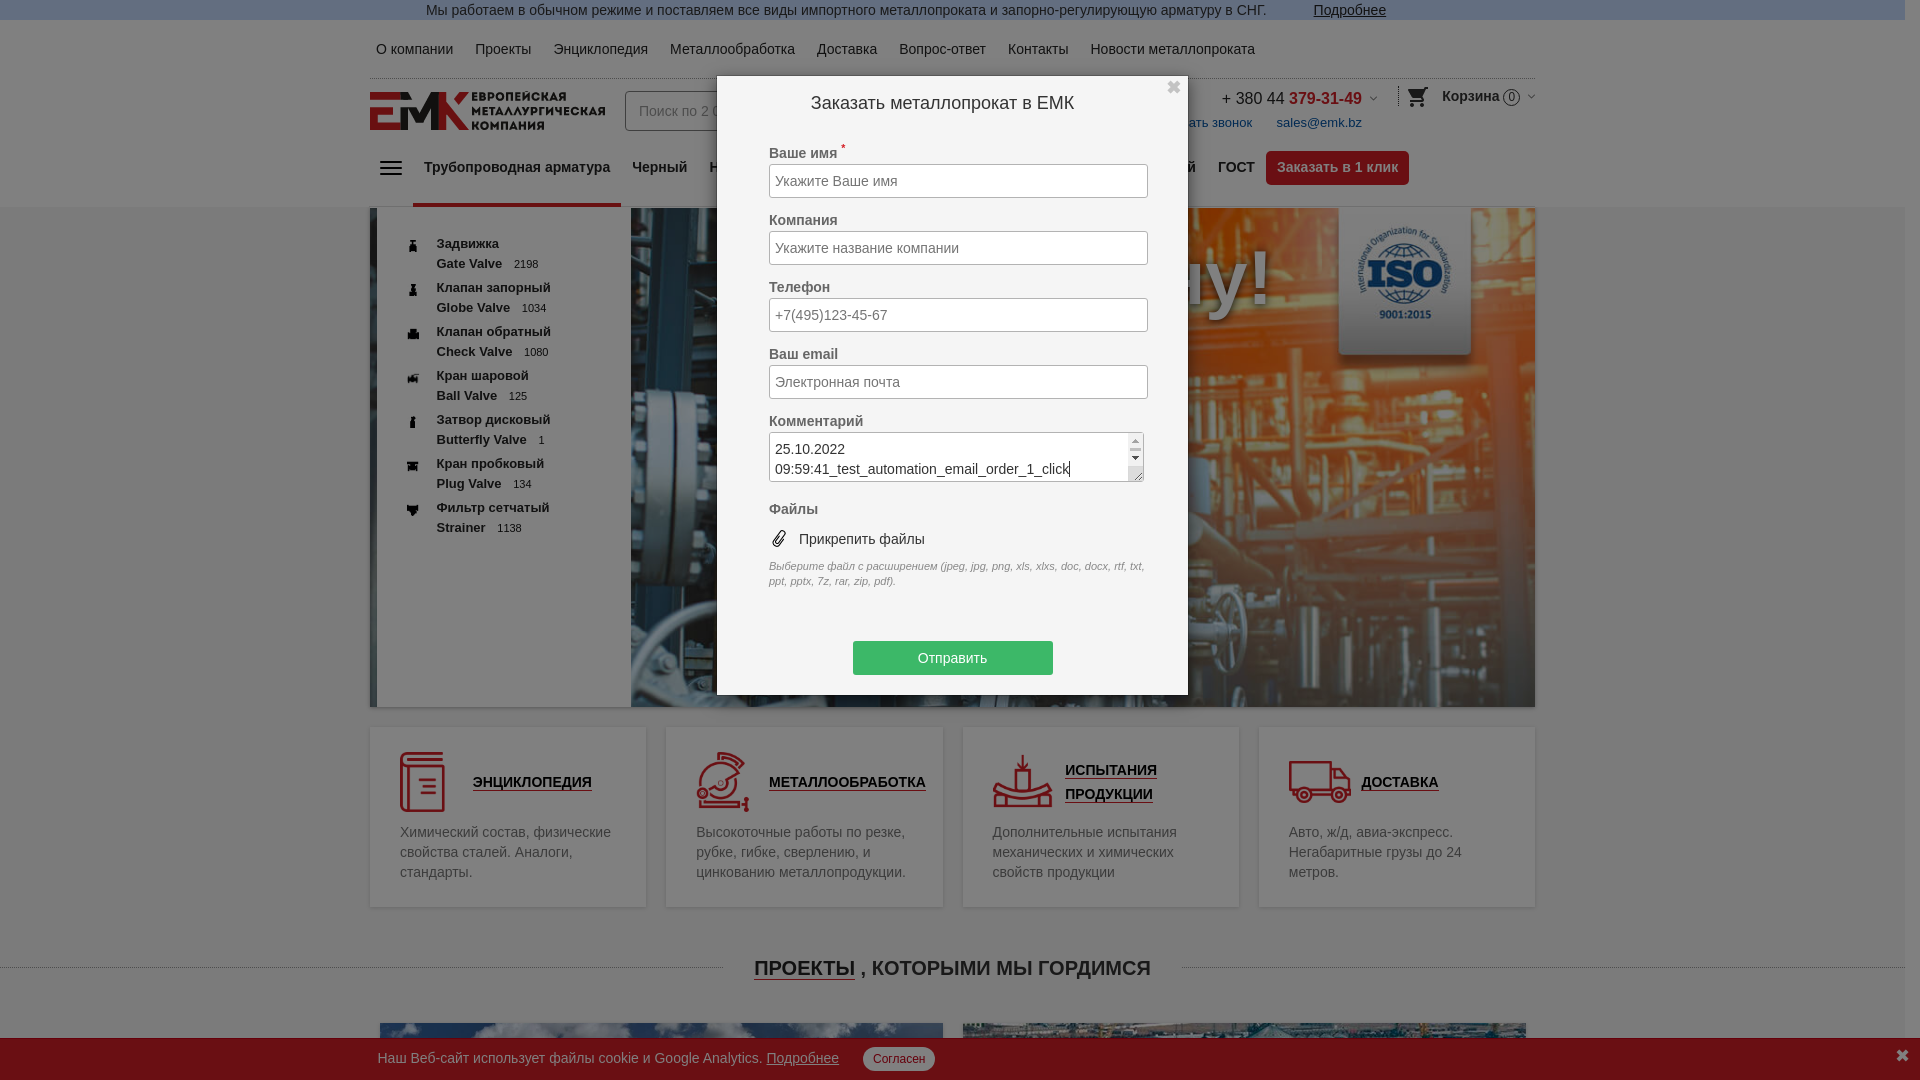 Мы работаем в обычном режиме и поставляем все виды импортного металлопроката и запорно-регулирующую арматуру в СНГ. Подробнее
О компании Проекты Энциклопедия Металлообработка Доставка Вопрос-ответ Контакты Новости металлопроката
ЕМК ЕВРОПЕЙСКАЯ
МЕТАЛЛУРГИЧЕСКАЯ
КОМПАНИЯ
Поиск по 2
+ 380 44 379-31-49
Корзина 0
звонок sales@emk.bz
Трубопроводная арматура Черный ГОСТ Заказать в 1 клик
Задвижка
Gate Valve 2198
Клапан запорный
Globe Valve 1034
Клапан обратный
Check Valve 1080
Кран шаровой
Ball Valve 125
Затвор дисковый
Butterfly Valve 1
Кран пробковый
Plug Valve 134
Фильтр сетчатый
Strainer 1138
Заказать металлопрокат в ЕМК
Ваше имя *
Укажите Ваше имя
Компания
Укажите название компании
Телефон
+7(495)123-45-67
Ваш email
Электронная почта
Комментарий
25.10.2022
09:59:41_test_automation_email_order_1_click
Файлы
Прикрепить файлы
Выберите файл с расширением (jpeg, jpg, png, xls, xlxs, doc, docx, rtf, txt,
ppt, pptx, 7z, rar, zip, pdf).
Отправить
International Organization for Standardization
ISO
9001:2015
ЭНЦИКЛОПЕДИЯ
Химический состав, физические
свойства сталей. Аналоги,
стандарты.
МЕТАЛЛООБРАБОТКА
Высокоточные работы по резке,
рубке, гибке, сверлению, и
цинкованию металлопродукции.
ИСПЫТАНИЯ
ПРОДУКЦИИ
Дополнительные испытания
механических и химических
свойств продукции
ДОСТАВКА
Авто, ж/д, авиа-экспресс.
Негабаритные грузы до 24
метров.
ПРОЕКТЫ , КОТОРЫМИ МЫ ГОРДИМСЯ
Наш Веб-сайт использует файлы cookie и Google Analytics. Подробнее Согласен